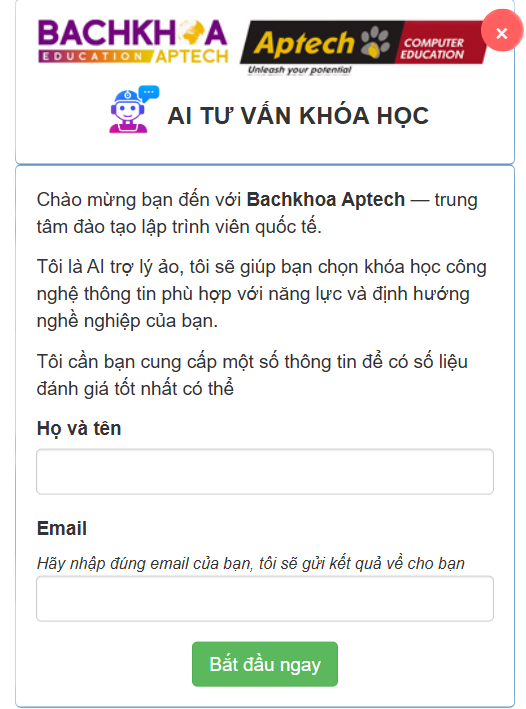 BACHKHOA
EDUCATION APTECH
Aptech
COMPUTER
EDUCATION
Unleash your potential
×
AI TƯ VẤN KHÓA HỌC
Chào mừng bạn đến với Bachkhoa Aptech — trung
tâm đào tạo lập trình viên quốc tế.
Tôi là AI trợ lý ảo, tôi sẽ giúp bạn chọn khóa học công
nghệ thông tin phù hợp với năng lực và định hướng
nghề nghiệp của bạn.
Tôi cần bạn cung cấp một số thông tin để có số liệu
đánh giá tốt nhất có thể
Họ và tên
Email
Hãy nhập đúng email của bạn, tôi sẽ gửi kết quả về cho bạn
Bắt đầu ngay